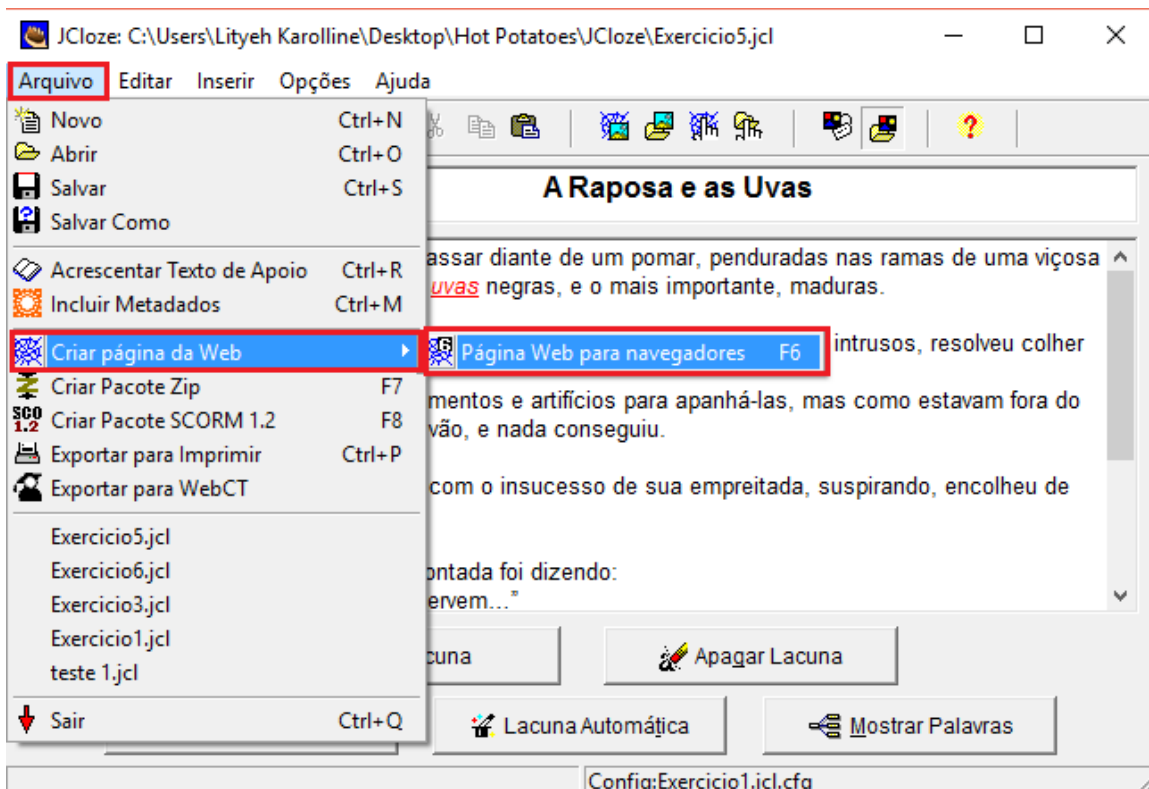 JCloze: C:\Users\Lityeh Karolline\Desktop\Hot Potatoes\JCloze\Exercicio5.jcl
Arquivo Editar Inserir Opções Ajuda
Novo Ctrl+N
Abrir Ctrl+O
Salvar Ctrl+S
Salvar Como
Acrescentar Texto de Apoio Ctrl+R
Incluir Metadados Ctrl+M
Criar página da Web
Página Web para navegadores F6
Criar Pacote Zip F7
SCO 1.2 Criar Pacote SCORM 1.2 F8
Exportar para Imprimir Ctrl+P
Exportar para WebCT
Exercicio5.jcl
Exercicio6.jcl
Exercicio3.jcl
Exercicio1.jcl
teste 1.jcl
Sair Ctrl+Q
A Raposa e as Uvas
assar diante de um pomar, penduradas nas ramas de uma viçosa
uvas negras, e o mais importante, maduras.
intrusos, resolveu colher
mentos e artifícios para apanhá-las, mas como estavam fora do
vão, e nada conseguiu.
com o insucesso de sua empreitada, suspirando, encolheu de
ontada foi dizendo:
ervem..."
cuna
Apagar Lacuna
Lacuna Automática
Mostrar Palavras
Config:Exercicio1.jcl.cfg